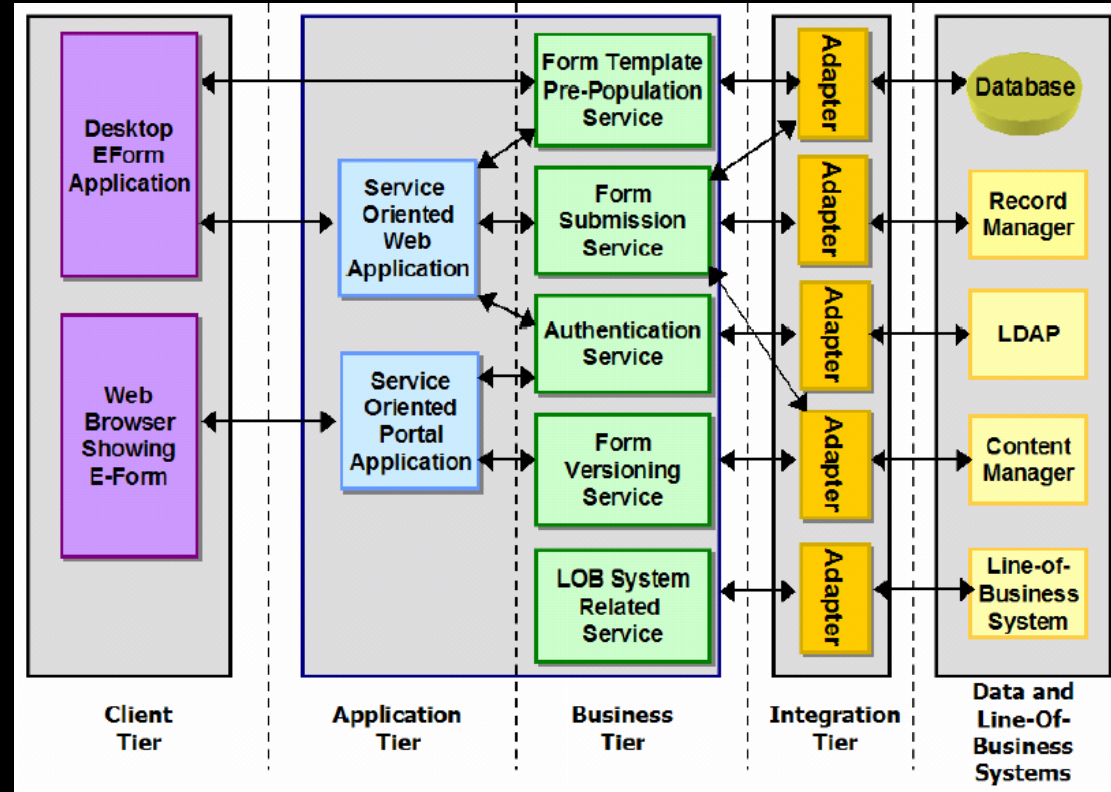 Desktop
EForm
Application
Web
Browser
Showing
E-Form
Service
Oriented
Web
Application
Service
Oriented
Portal
Application
Form Template
Pre-Population
Service
Form
Submission
Service
Authentication
Service
Form
Versioning
Service
LOB System
Related
Service
Adapter
Adapter
Adapter
Adapter
Adapter
Database
Record
Manager
LDAP
Content
Manager
Line-of-
Business
System
Client
Tier
Application
Tier
Business
Tier
Integration
Tier
Data and
Line-Of-
Business
Systems